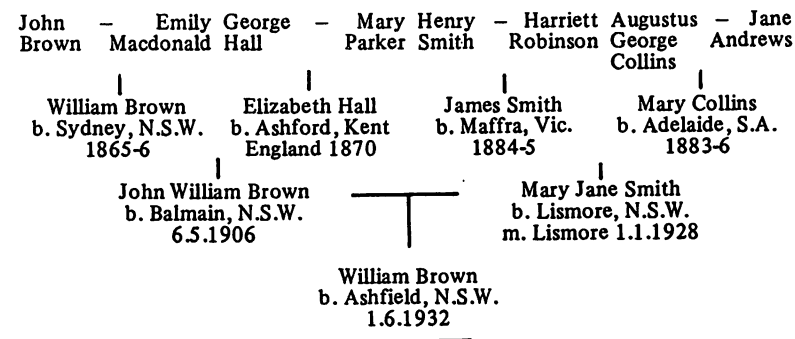 John – Emily George – Mary Henry – Harriett Augustus – Jane
Brown Macdonald Hall Parker Smith Robinson George Andrews
Collins
William Brown Elizabeth Hall James Smith Mary Collins
b. Sydney, N.S.W. b. Ashford, Kent b. Maffra, Vic. b. Adelaide, S.A.
1865-6 England 1870 1884-5 1883-6
John William Brown Mary Jane Smith
b. Balmain, N.S.W. b. Lismore, N.S.W.
6.5.1906 m. Lismore 1.1.1928
William Brown
b. Ashfield, N.S.W.
1.6.1932